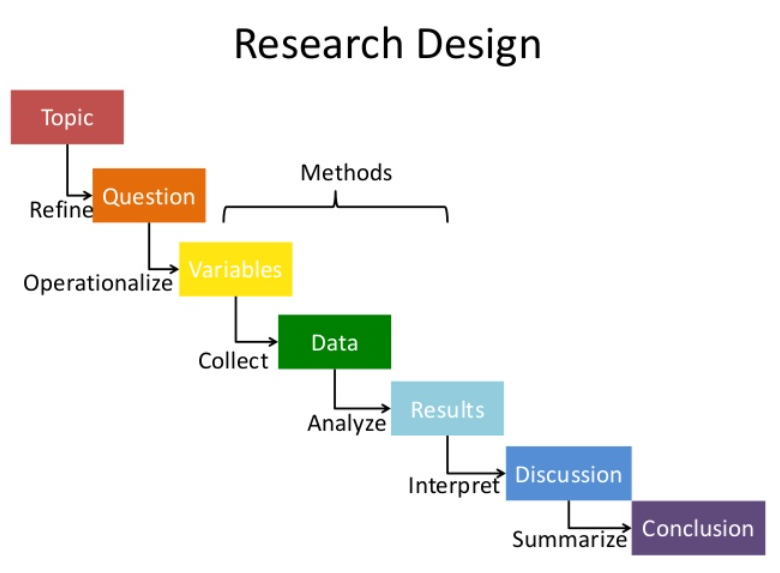 Research Design
Topic
Methods
Refine
Question
Operationalize
Variables
Collect
Data
Analyze
Results
Interpret
Discussion
Summarize
Conclusion